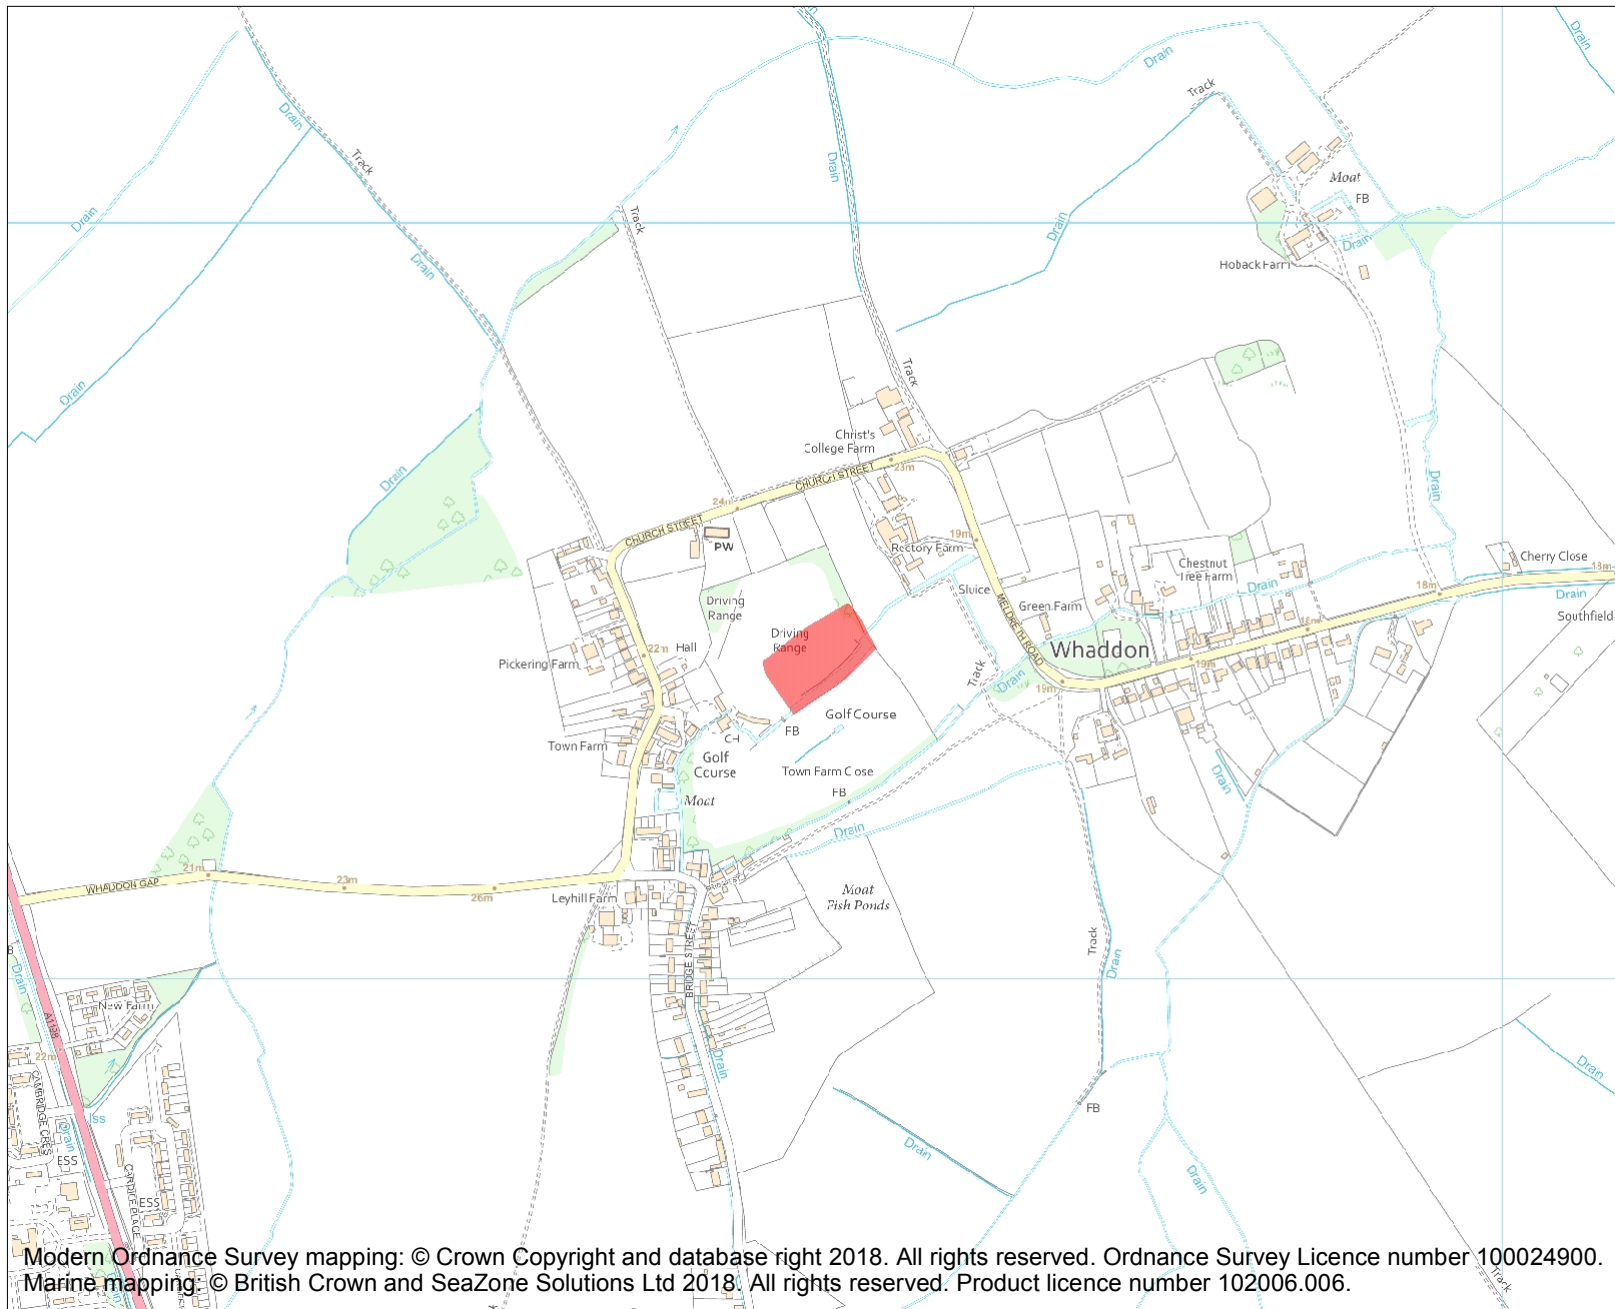 Drain
Drain
Track
Drain
Drain
Track
Drain
Track
Moat
FB
Drain
Drain
Track
Drain
Drain
Hoback Farm
Drain
Track
Christ's
College Farm
23m
CHURCH STREET
Drain
24m
Drain
CHURCH STREET
PW
19m
Rectory Farm
Chestnut
Tree Farm
Cherry Close
18m
Drain
18m
Drain
Driving
Range
Sluice
Green Farm
Southfield
Driving
Range
MELDRETH ROAD
22m
Hall
Whaddon
Pickering Farm
19m
Track
Drain
19m
Golf Course
FB
Town Farm
Golf
Course
Town Farm Close
Drain
Moat
FB
Drain
21m
WHADDON GAP
23m
26m
Leyhill Farm
Moat
Fish Ponds
BRIDGE STREET
Track
Drain
Drain
New Farm
A1198
22m
Drain
Drain
CAMBRIDGE CRES
Iss
FB
Drain
ESS
Drain
Drain
ESS
Track
Drain
Modern Ordnance Survey mapping: © Crown Copyright and database right 2018. All rights reserved. Ordnance Survey Licence number 100024900.
Marine mapping: © British Crown and SeaZone Solutions Ltd 2018. All rights reserved. Product licence number 102006.006.